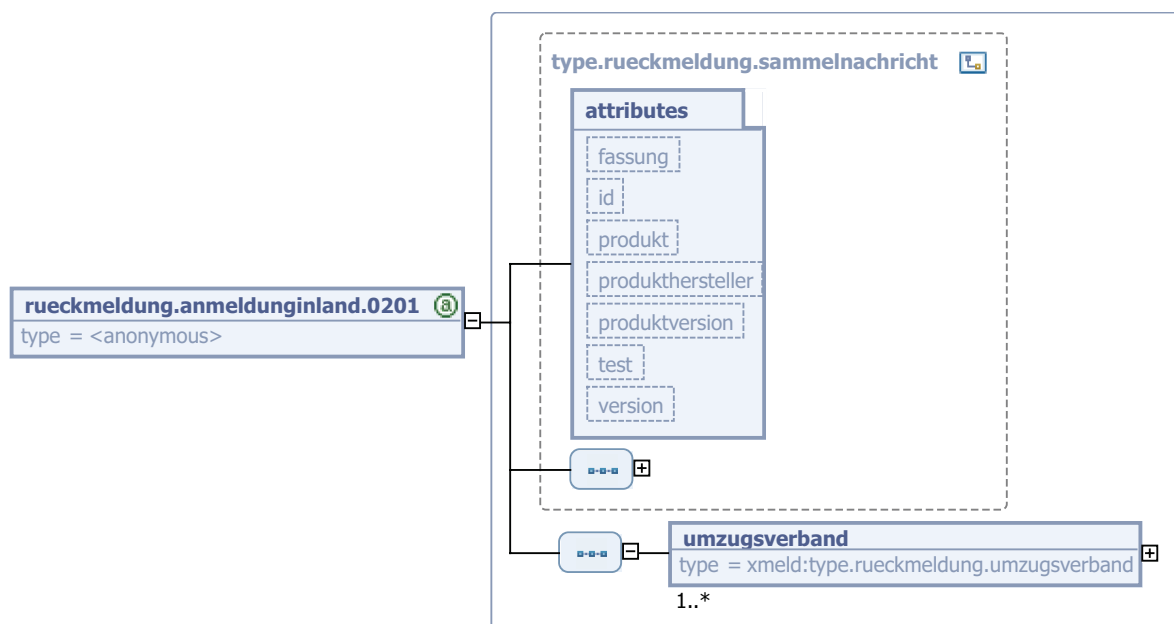 type.rueckmeldung.sammelnachricht
attributes
fassung
id
produkt
produkthersteller
produktversion
test
version
rueckmeldung.anmeldunginland.0201 @
type = <anonymous>
umzugsverband
type = xmeld:type.rueckmeldung.umzugsverband
1..*